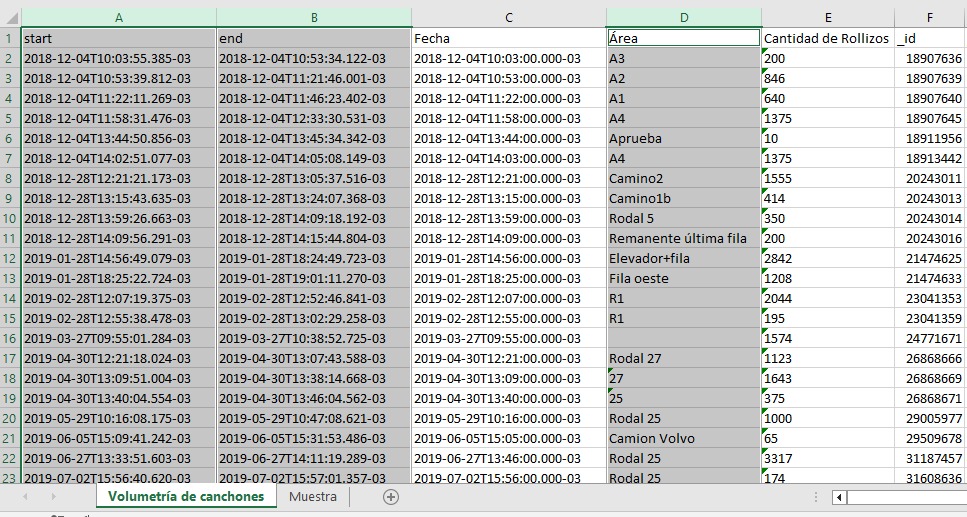 A B C D E F
1 start end Fecha Área Cantidad de Rollizos _id
2 2018-12-04T10:03:55.385-03 2018-12-04T10:53:34.122-03 2018-12-04T10:03:00.000-03 A3 200 18907636
3 2018-12-04T10:53:39.812-03 2018-12-04T11:21:46.001-03 2018-12-04T10:53:00.000-03 A2 846 18907639
4 2018-12-04T11:22:11.269-03 2018-12-04T11:46:23.402-03 2018-12-04T11:22:00.000-03 A1 640 18907640
5 2018-12-04T11:58:31.476-03 2018-12-04T12:33:30.531-03 2018-12-04T11:58:00.000-03 A4 1375 18907645
6 2018-12-04T13:44:50.856-03 2018-12-04T13:45:34.342-03 2018-12-04T13:44:00.000-03 Aprueba 10 18911956
7 2018-12-04T14:02:51.077-03 2018-12-04T14:05:08.149-03 2018-12-04T14:03:00.000-03 A4 1375 18913442
8 2018-12-28T12:21:21.173-03 2018-12-28T13:05:37.516-03 2018-12-28T12:21:00.000-03 Camino2 1555 20243011
9 2018-12-28T13:15:43.635-03 2018-12-28T13:24:07.368-03 2018-12-28T13:15:00.000-03 Camino1b 414 20243013
10 2018-12-28T13:59:26.663-03 2018-12-28T14:09:18.192-03 2018-12-28T13:59:00.000-03 Rodal 5 350 20243014
11 2018-12-28T14:09:56.291-03 2018-12-28T14:15:44.804-03 2018-12-28T14:09:00.000-03 Remanente última fila 200 20243016
12 2019-01-28T14:56:49.079-03 2019-01-28T18:24:49.723-03 2019-01-28T14:56:00.000-03 Elevador+fila 2842 21474625
13 2019-01-28T18:25:22.724-03 2019-01-28T19:01:11.270-03 2019-01-28T18:25:00.000-03 Fila oeste 1208 21474633
14 2019-02-28T12:07:19.375-03 2019-02-28T12:52:46.841-03 2019-02-28T12:07:00.000-03 R1 2044 23041353
15 2019-02-28T12:55:38.478-03 2019-02-28T13:02:29.258-03 2019-02-28T12:55:00.000-03 R1 195 23041359
16 2019-03-27T09:55:01.284-03 2019-03-27T10:38:52.725-03 2019-03-27T09:55:00.000-03 1574 24771671
17 2019-04-30T12:21:18.024-03 2019-04-30T13:07:43.588-03 2019-04-30T12:21:00.000-03 Rodal 27 1123 26868666
18 2019-04-30T13:09:51.004-03 2019-04-30T13:38:14.668-03 2019-04-30T13:09:00.000-03 27 1643 26868669
19 2019-04-30T13:40:04.554-03 2019-04-30T13:46:04.562-03 2019-04-30T13:40:00.000-03 25 375 26868671
20 2019-05-29T10:16:08.175-03 2019-05-29T10:47:08.621-03 2019-05-29T10:16:00.000-03 Rodal 25 1000 29005977
21 2019-06-05T15:09:41.242-03 2019-06-05T15:31:53.486-03 2019-06-05T15:05:00.000-03 Camion Volvo 65 29509678
22 2019-06-27T13:33:51.603-03 2019-06-27T14:11:19.289-03 2019-06-27T13:46:00.000-03 Rodal 25 3317 31187457
23 2019-07-02T15:56:40.620-03 2019-07-02T15:57:01.357-03 2019-07-02T15:56:00.000-03 Rodal 25 174 31608636
Volumetría de canchones Muestra